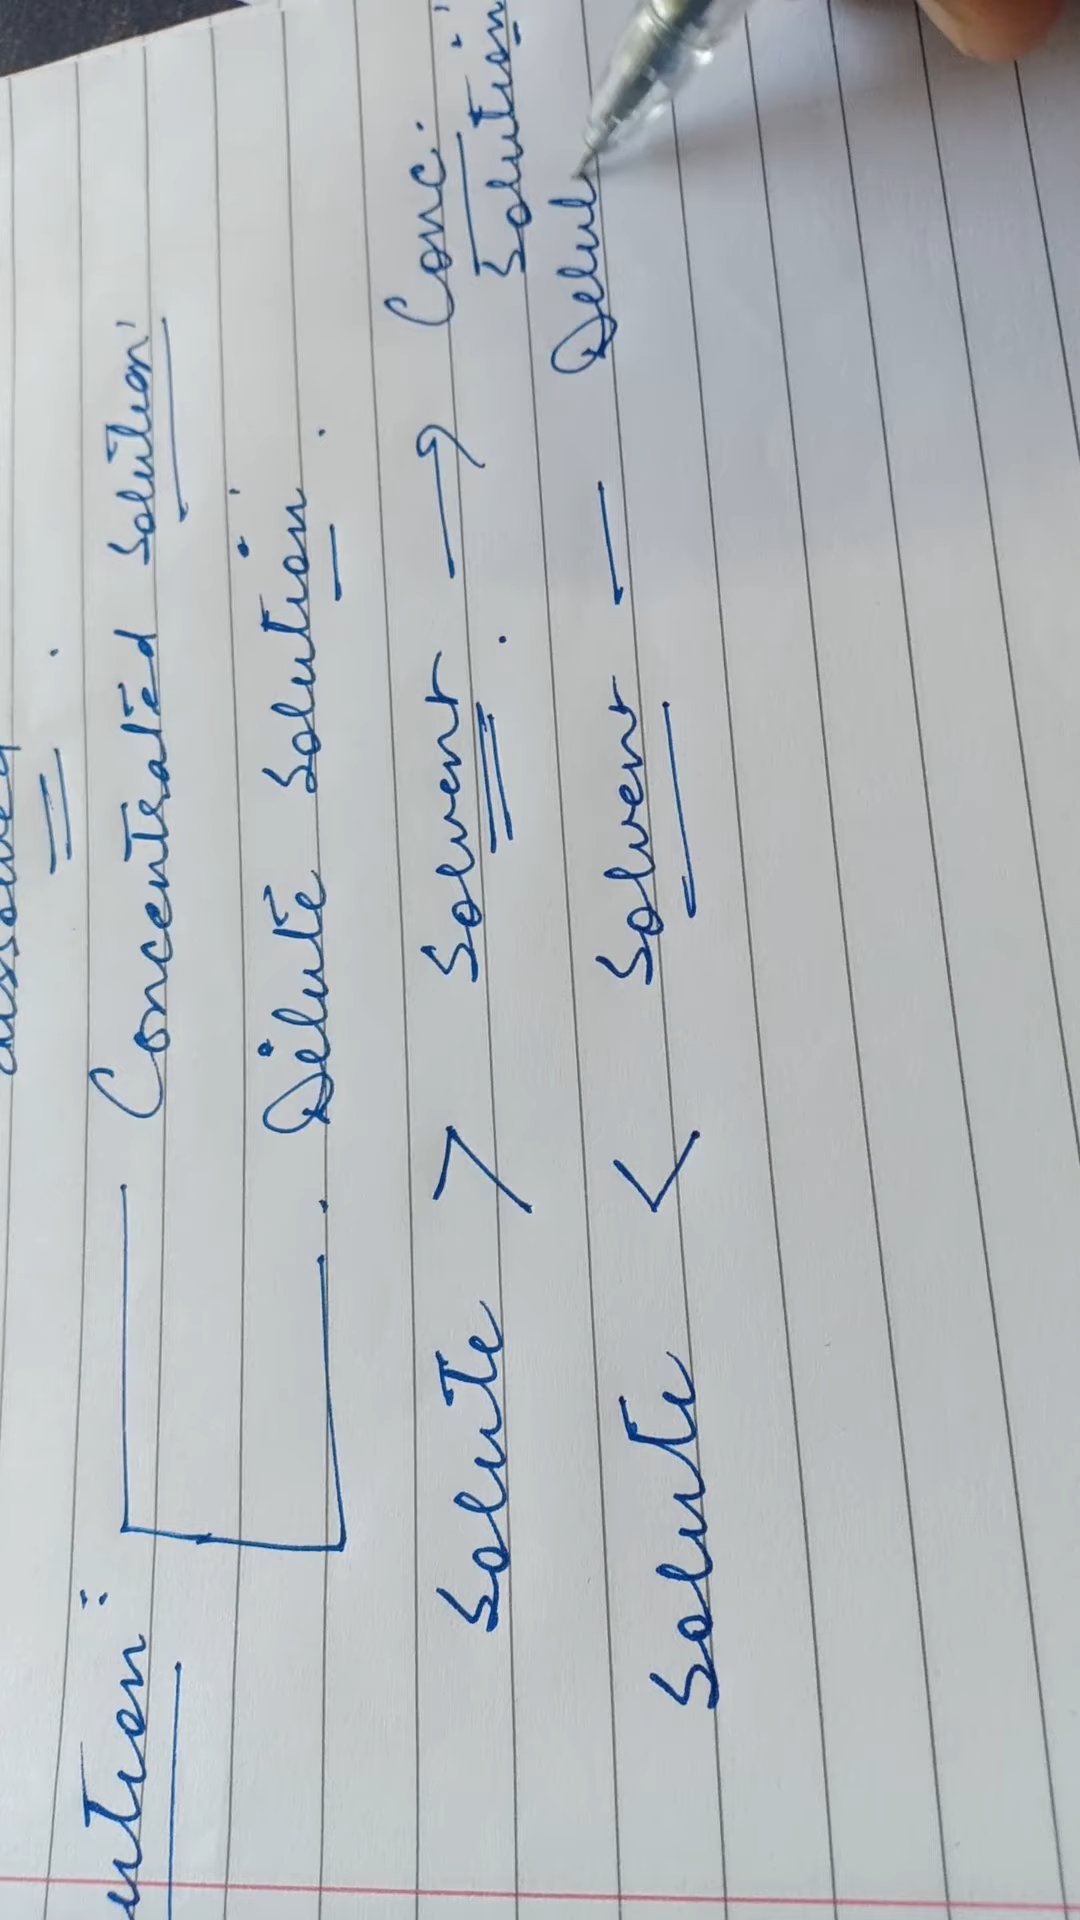 Concentrated Solution
Dilute Solution
Solute > Solvent → Conc. Solution
Solute < Solvent — Dilut